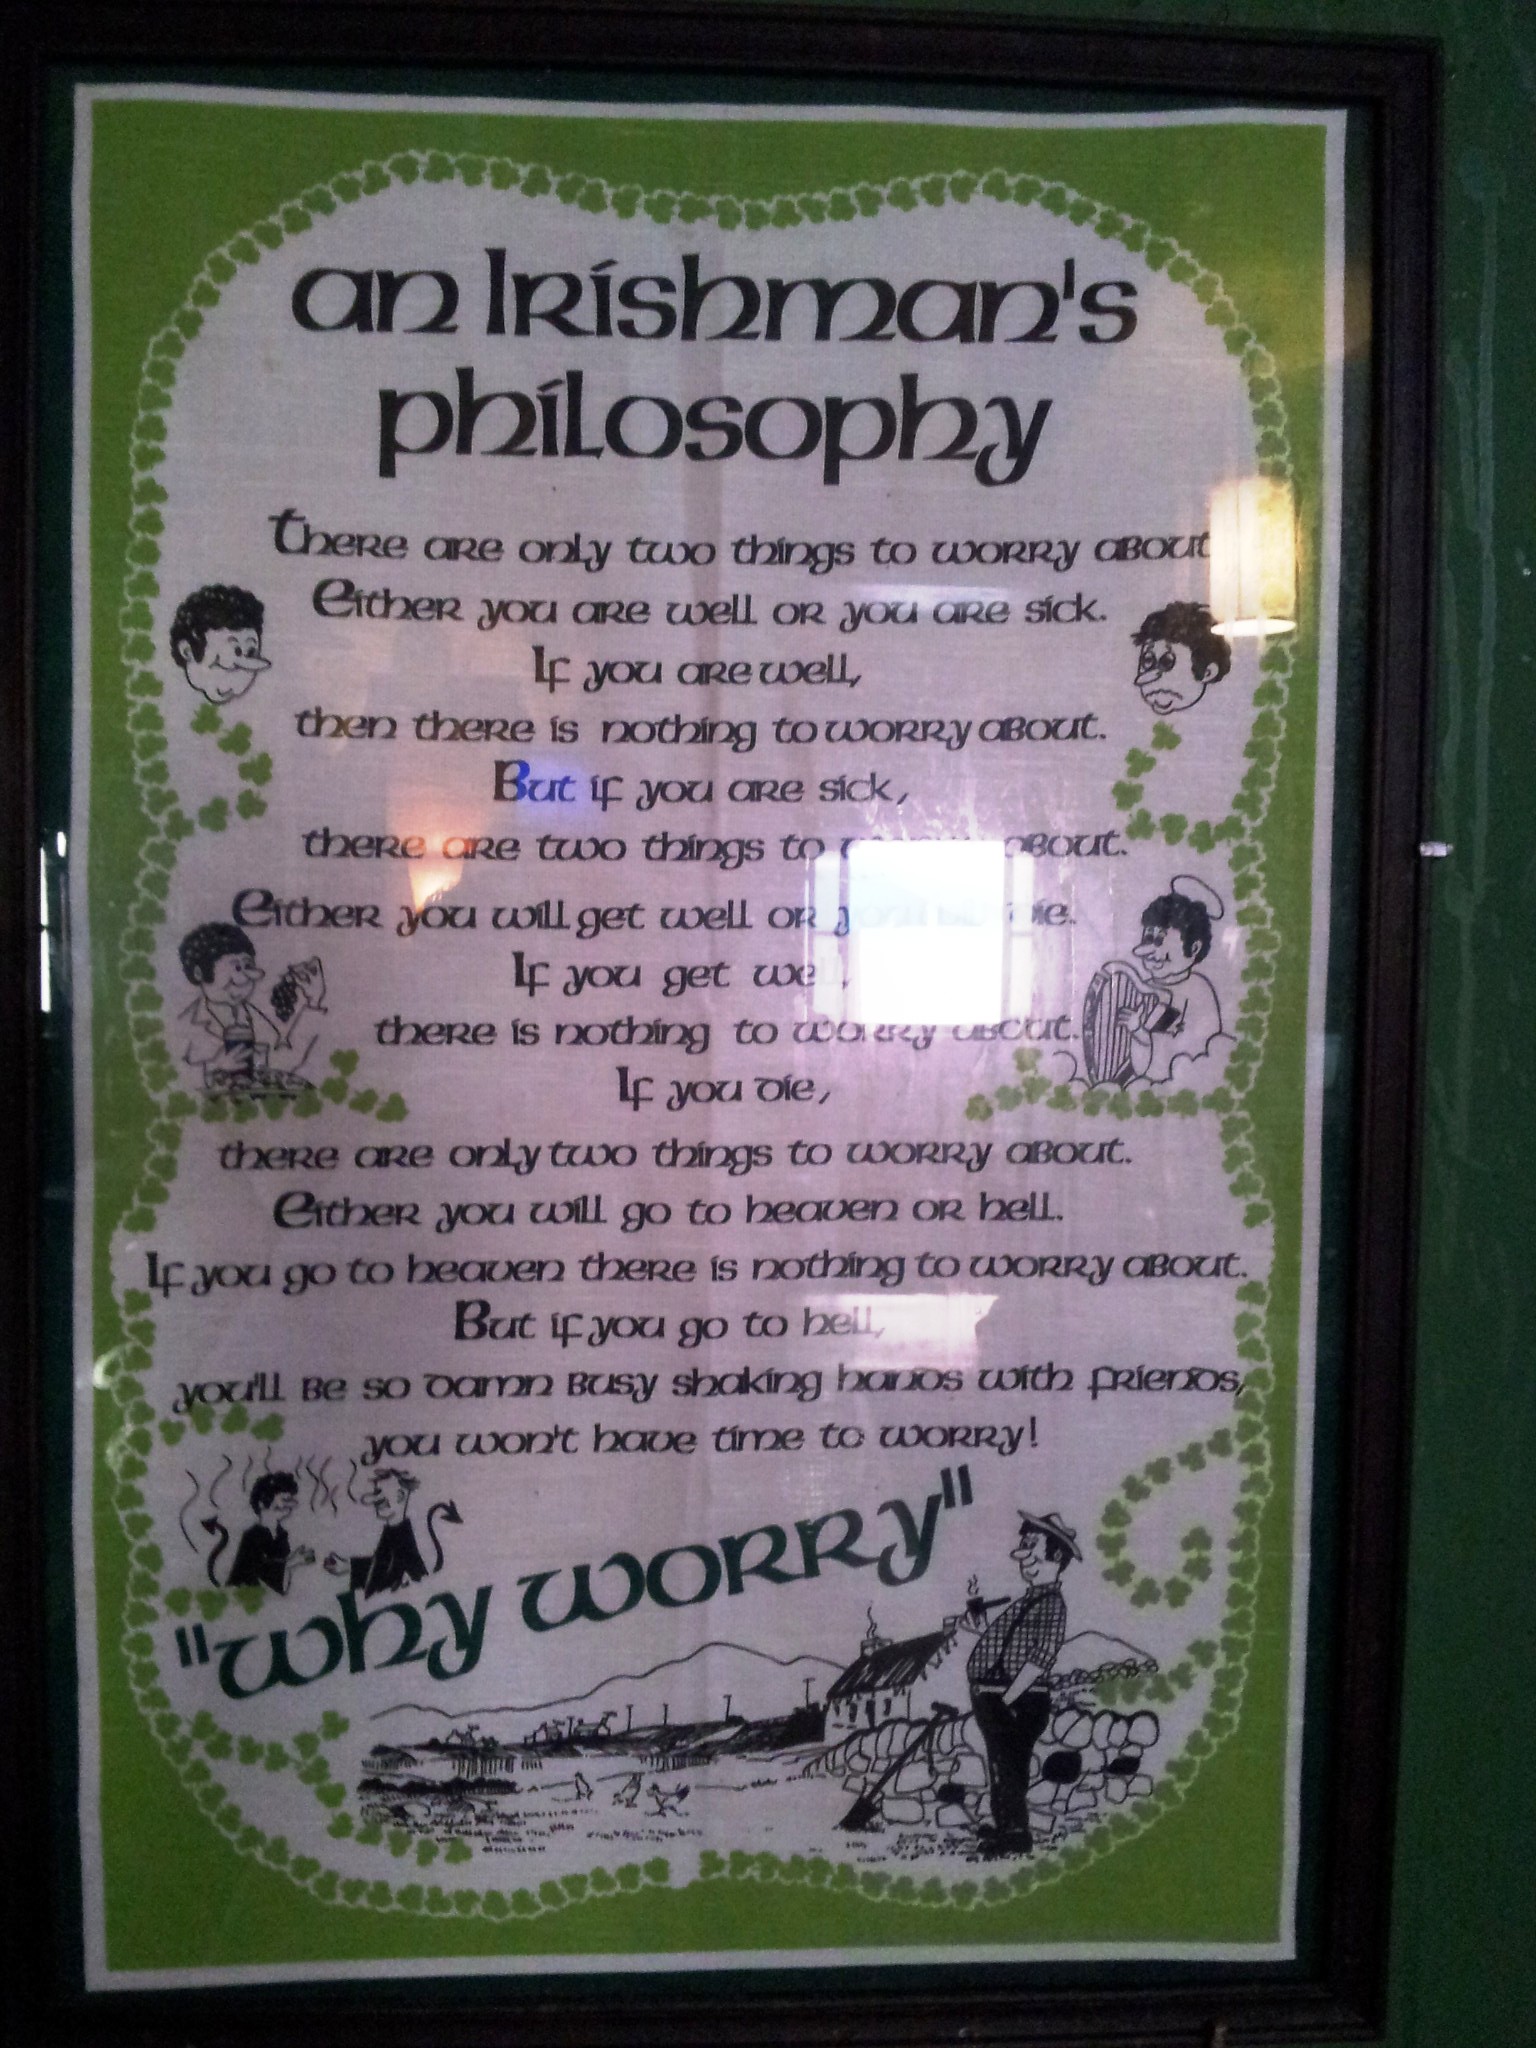 an Irishman's
philosophy
There are only two things to worry about
Either you are well or you are sick.
If you are well,
then there is nothing to worry about.
But if you are sick,
there are two things to about.
Either you will get well or die.
If you get well,
there is nothing to worry about.
If you die,
there are only two things to worry about.
Either you will go to heaven or hell.
If you go to heaven there is nothing to worry about.
But if you go to hell,
you'll be so damn busy shaking hands with friends,
you won't have time to worry!
"why worry"